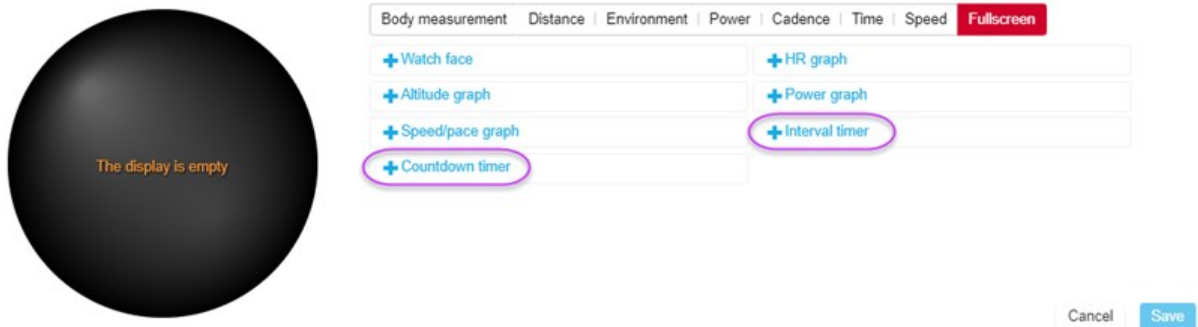 Body measurement Distance Environment Power Cadence Time Speed Fullscreen
Watch face
HR graph
Altitude graph
Power graph
Speed/pace graph
Interval timer
Countdown timer
The display is empty
Cancel Save